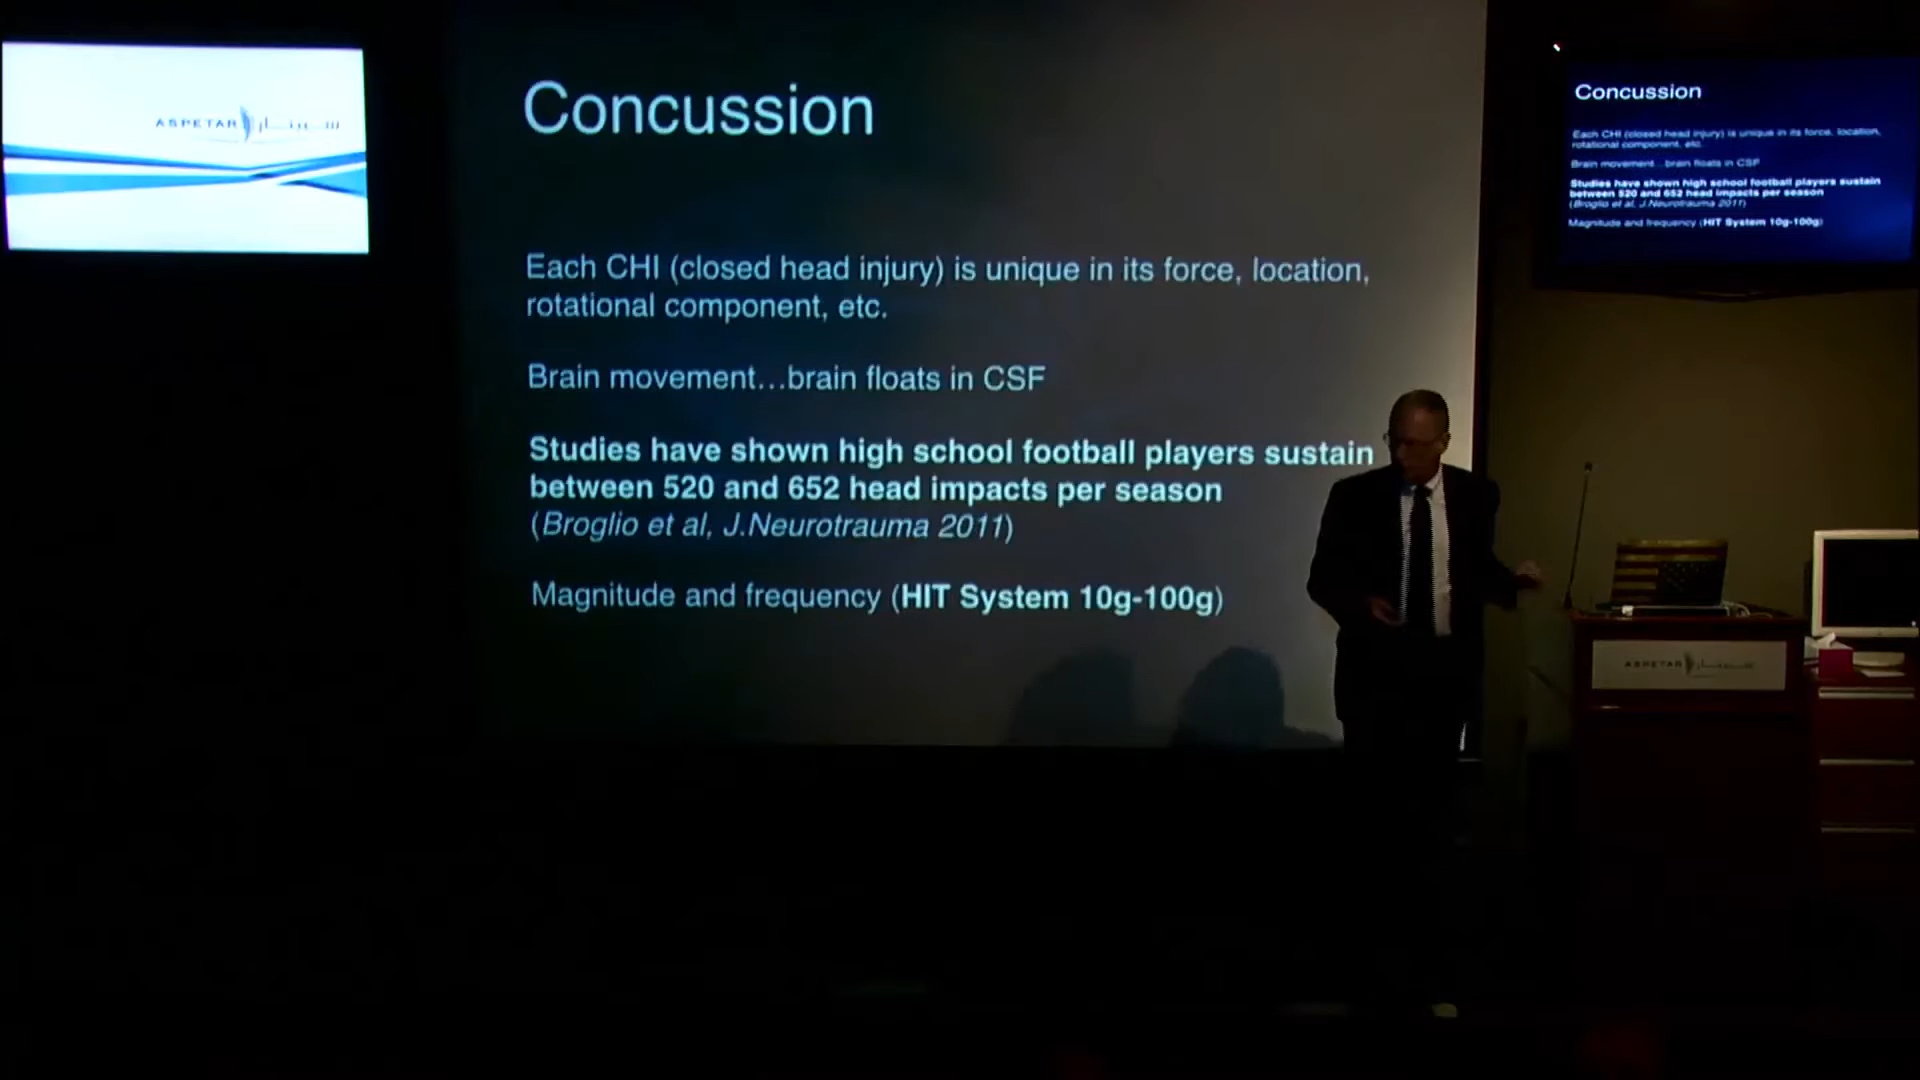 ASPETAR سبيتار
Concussion
Each CHI (closed head injury) is unique in its force, location,
rotational component, etc.
Brain movement...brain floats in CSF
Studies have shown high school football players sustain
between 520 and 652 head impacts per season
(Broglio et al, J.Neurotrauma 2011)
Magnitude and frequency (HIT System 10g-100g)
Concussion
Each CHI (closed head injury) is unique in its force, location,
rotational component, etc.
Brain movement...brain floats in CSF
Studies have shown high school football players sustain
between 520 and 652 head impacts per season
(Broglio et al, J.Neurotrauma 2011)
Magnitude and frequency (HIT System 10g-100g)
ASPETAR سبيتار